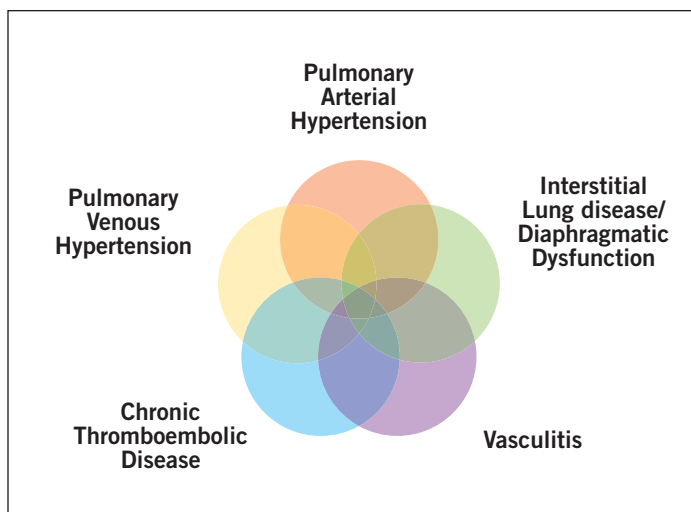 Pulmonary
Arterial
Hypertension
Pulmonary
Venous
Hypertension
Interstitial
Lung disease/
Diaphragmatic
Dysfunction
Chronic
Thromboembolic
Disease
Vasculitis